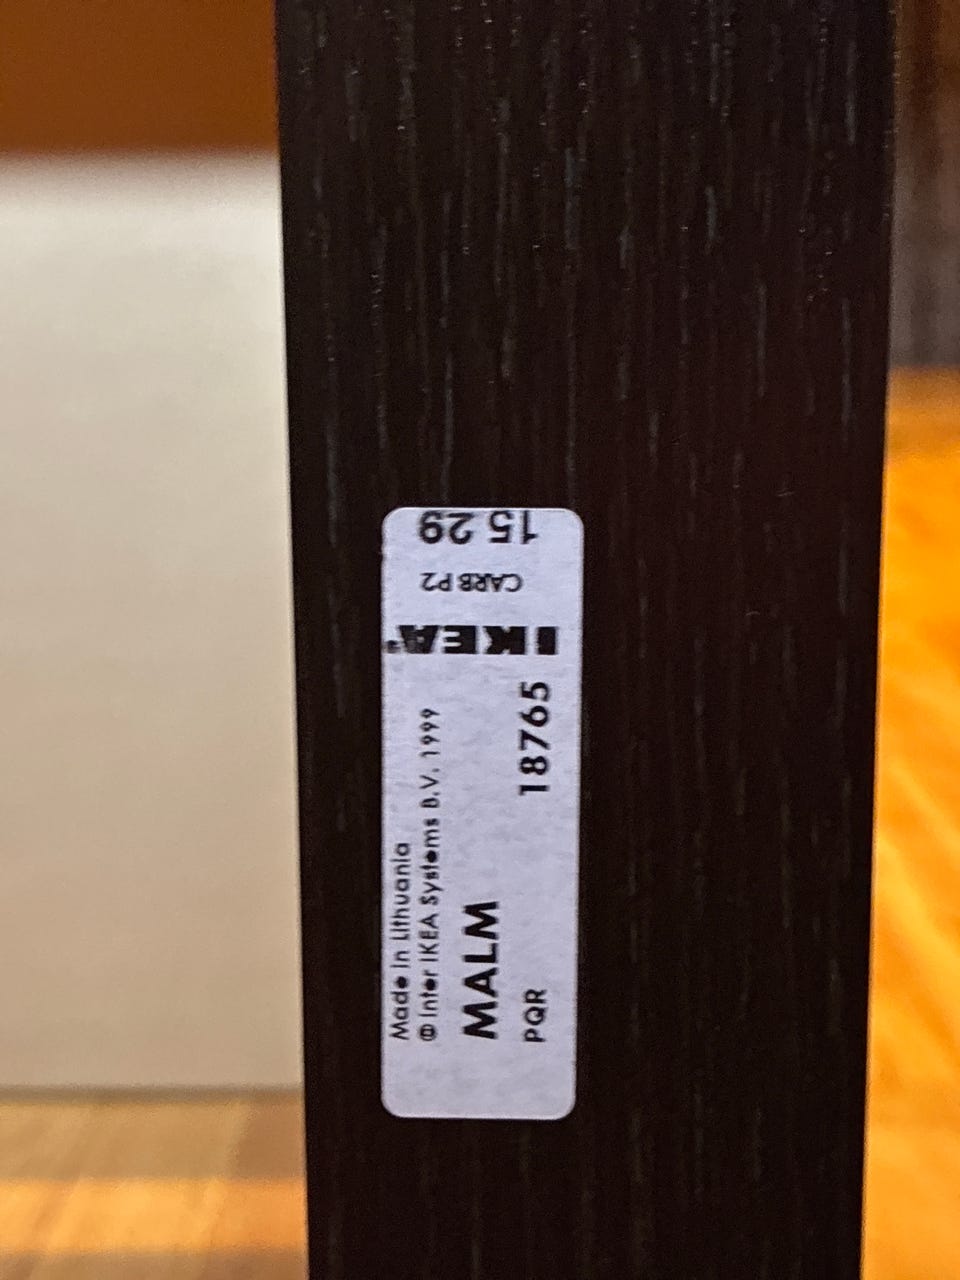 15 29
CARB P2
IKEA®
Made in Lithuania
© Inter IKEA Systems B.V. 1999
MALM
PQR 18765